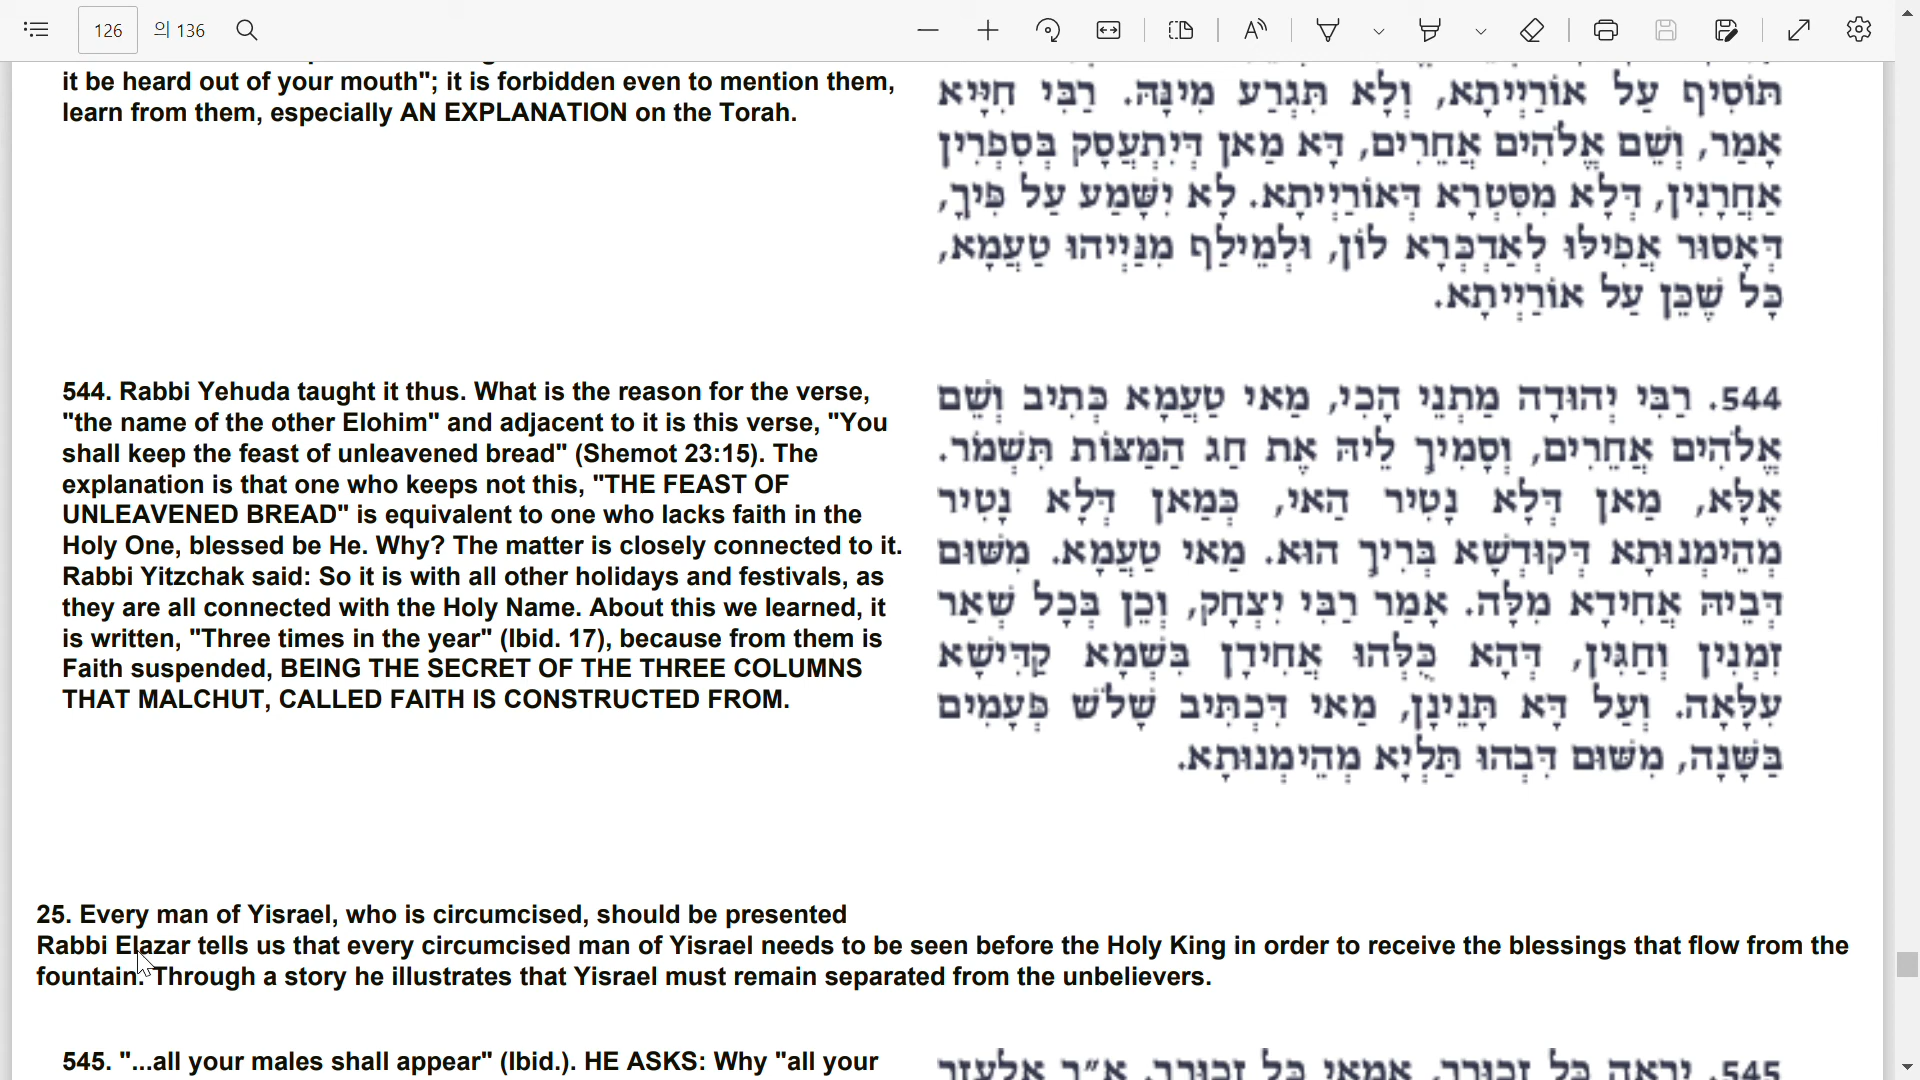 126 의 136
it be heard out of your mouth"; it is forbidden even to mention them,
learn from them, especially AN EXPLANATION on the Torah.
תּוֹסִיף עַל אוֹרַיְיתָא, וְלָא תִּגְרַע מִינָּהּ. רַבִּי חִיָּיא
אָמַר, וְשֵׁם אֱלֹהִים אֲחֵרִים, דָּא מַאן דְּיִתְעֲסָק בְּסִפְרִין
אַחֲרָנִין, דְּלָא מִסִּטְרָא דְּאוֹרַיְיתָא. לָא יִשָּׁמַע עַל פִּיךָ,
דְּאָסוּר אֲפִילּוּ לְאַדְכְּרָא לוֹן, וּלְמֵילַף מִנַּיְיהוּ טַעֲמָא,
כָּל שֶׁכֵּן עַל אוֹרַיְיתָא.
544. Rabbi Yehuda taught it thus. What is the reason for the verse,
"the name of the other Elohim" and adjacent to it is this verse, "You
shall keep the feast of unleavened bread" (Shemot 23:15). The
explanation is that one who keeps not this, "THE FEAST OF
UNLEAVENED BREAD" is equivalent to one who lacks faith in the
Holy One, blessed be He. Why? The matter is closely connected to it.
Rabbi Yitzchak said: So it is with all other holidays and festivals, as
they are all connected with the Holy Name. About this we learned, it
is written, "Three times in the year" (Ibid. 17), because from them is
Faith suspended, BEING THE SECRET OF THE THREE COLUMNS
THAT MALCHUT, CALLED FAITH IS CONSTRUCTED FROM.
544. רַבִּי יְהוּדָה מַתְנֵי הָכִי, מַאי טַעֲמָא כְּתִיב וְשֵׁם
אֱלֹהִים אֲחֵרִים, וְסָמִיךְ לֵיהּ אֶת חַג הַמַּצּוֹת תִּשְׁמֹר.
אֶלָּא, מַאן דְּלָא נָטִיר הַאי, כְּמַאן דְּלָא נָטִיר
מְהֵימְנוּתָא דְּקוּדְשָׁא בְּרִיךְ הוּא. מַאי טַעֲמָא. מִשּׁוּם
דְּבֵיהּ אֲחִידָא מִלָּה. אָמַר רַבִּי יִצְחָק, וְכֵן בְּכָל שְׁאַר
זִמְנִין וְחַגִּין, דְּהָא כֻּלְּהוּ אֲחִידָן בִּשְׁמָא קַדִּישָׁא
עִלָּאָה. וְעַל דָּא תָּנֵינָן, מַאי דִּכְתִּיב שָׁלֹשׁ פְּעָמִים
בַּשָּׁנָה, מִשּׁוּם דִּבְהוּ תַּלְיָא מְהֵימְנוּתָא.
25. Every man of Yisrael, who is circumcised, should be presented
Rabbi Elazar tells us that every circumcised man of Yisrael needs to be seen before the Holy King in order to receive the blessings that flow from the
fountain. Through a story he illustrates that Yisrael must remain separated from the unbelievers.
545. "...all your males shall appear" (Ibid.). HE ASKS: Why "all your
545. יראה כל זכורך, אמאי כל זכורך. א״ר אלעזר